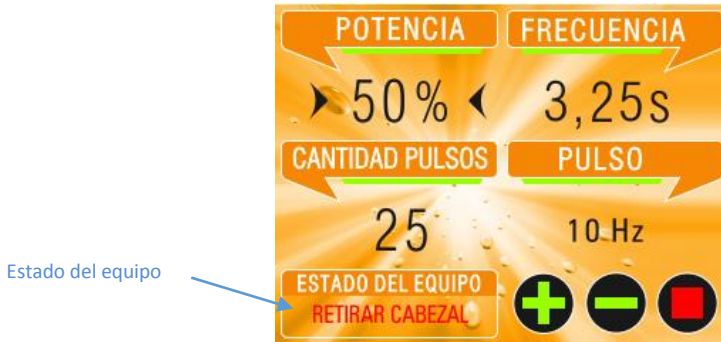 POTENCIA
FRECUENCIA
50%
3,25s
CANTIDAD PULSOS
PULSO
25
10 Hz
Estado del equipo
ESTADO DEL EQUIPO
RETIRAR CABEZAL